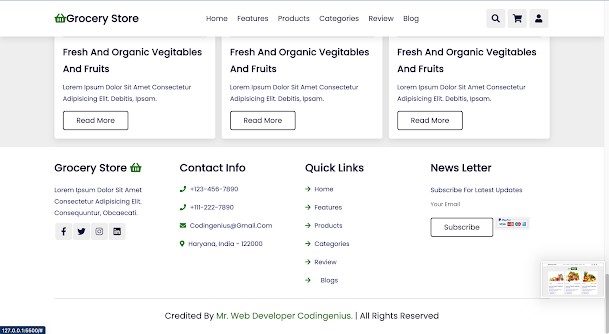 Grocery Store
Home Features Products Categories Review Blog
Fresh And Organic Vegitables And Fruits
Lorem Ipsum Dolor Sit Amet Consectetur
Adipisicing Elit. Debitis, Ipsam.
Read More
Fresh And Organic Vegitables And Fruits
Lorem Ipsum Dolor Sit Amet Consectetur
Adipisicing Elit. Debitis, Ipsam.
Read More
Fresh And Organic Vegitables And Fruits
Lorem Ipsum Dolor Sit Amet Consectetur
Adipisicing Elit. Debitis, Ipsam.
Read More
Grocery Store
Lorem Ipsum Dolor Sit Amet
Consectetur Adipisicing Elit.
Consequuntur, Obcaecati.
Contact Info
+123-456-7890
+111-222-7890
Codingenius@Gmail.Com
Haryana, India - 122000
Quick Links
Home
Features
Products
Categories
Review
Blogs
News Letter
Subscribe For Latest Updates
Your Email
Subscribe
Credited By Mr. Web Developer Codingenius. | All Rights Reserved
127.0.0.1:5500/#